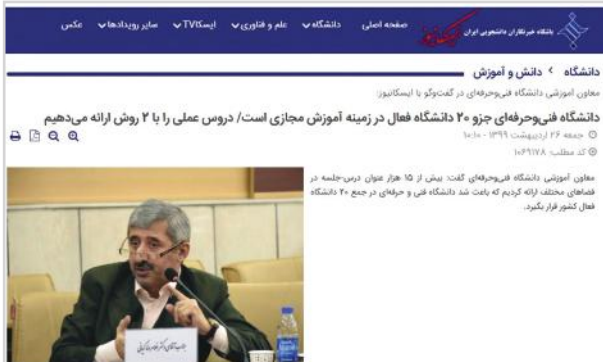 باشگاه خبرنگاران دانشجویی ایران
صفحه اصلی دانشگاه علم و فناوری ایسکاTV سایر رویدادها عکس
دانشگاه > دانش و آموزش
معاون آموزشی دانشگاه فنی‌وحرفه‌ای در گفت‌وگو با ایسکانیوز:
دانشگاه فنی‌وحرفه‌ای جزو ۲۰ دانشگاه فعال در زمینه آموزش مجازی است/ دروس عملی را با ۲ روش ارائه می‌دهیم
جمعه ۲۶ اردیبهشت ۱۳۹۹ - ۱۰:۱۰
کد مطلب: ۱۰۶۹۱۷۸
معاون آموزشی دانشگاه فنی‌وحرفه‌ای گفت: بیش از ۱۵ هزار عنوان درس-جلسه در
فضاهای مختلف ارائه کردیم که باعث شد دانشگاه فنی و حرفه‌ای در جمع ۲۰ دانشگاه
فعال کشور قرار بگیرد.